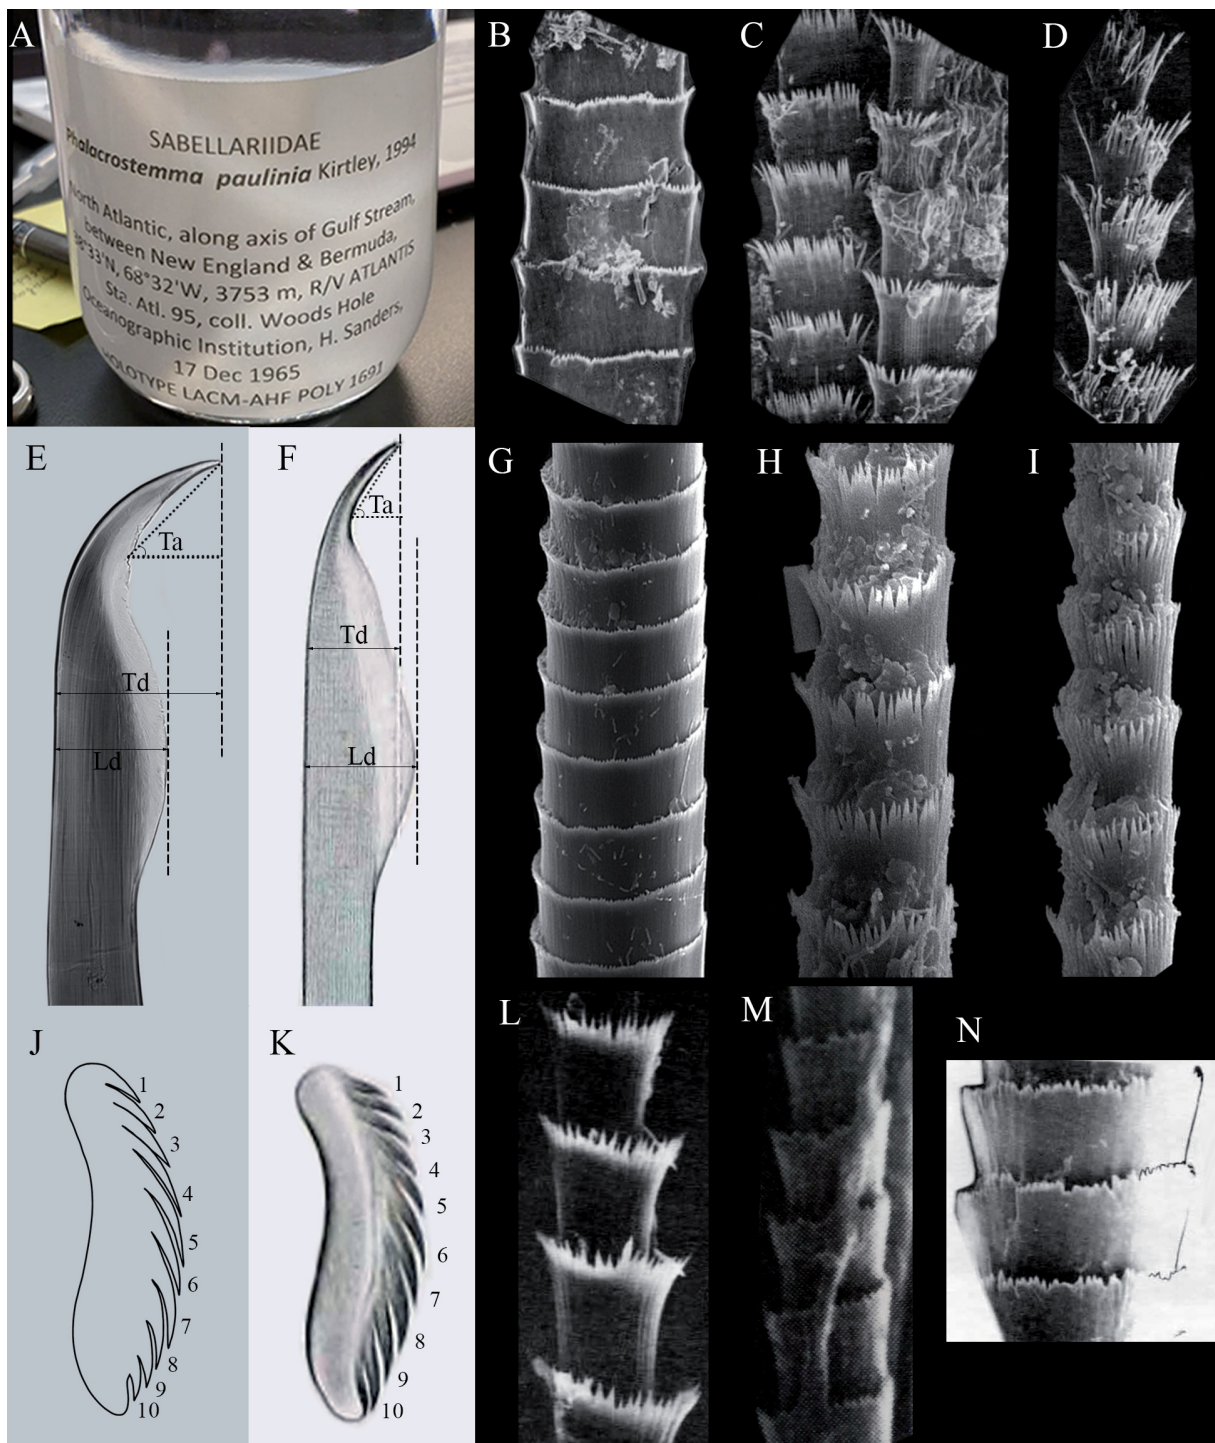 A
SABELLARIIDAE
Phalacrostemma paulinia Kirtley, 1994
North Atlantic, along axis of Gulf Stream,
between New England & Bermuda,
38°33'N, 68°32'W, 3753 m, R/V ATLANTIS
Sta. Atl. 95, coll. Woods Hole
Oceanographic Institution, H. Sanders,
17 Dec 1965
HOLOTYPE LACM-AHF POLY 1691
B
C
D
E
Ta
Td
Ld
F
Ta
Td
Ld
G
H
I
J
1
2
3
4
5
6
7
8
9
10
K
1
2
3
4
5
6
7
8
9
10
L
M
N